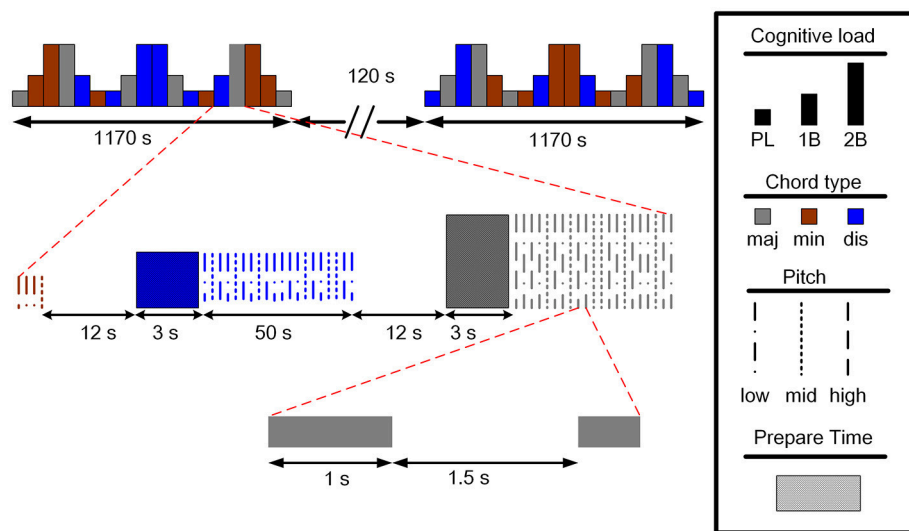 120 s
1170 s
1170 s
12 s
3 s
50 s
12 s
3 s
1 s
1.5 s
Cognitive load
PL 1B 2B
Chord type
maj min dis
Pitch
low mid high
Prepare Time